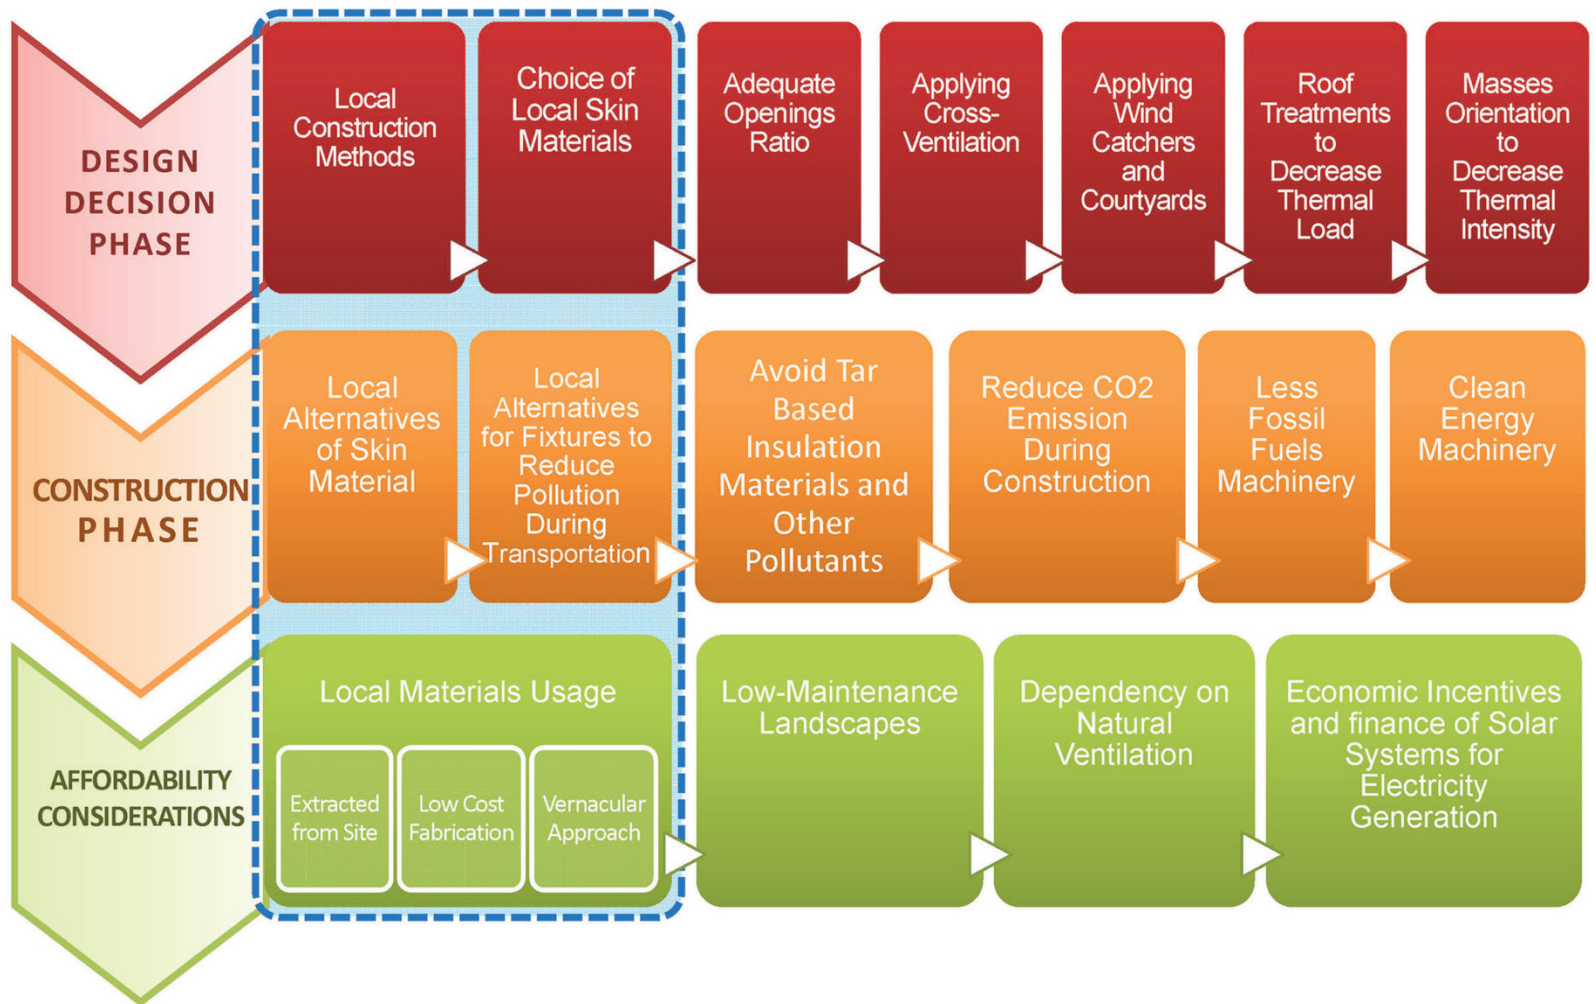 DESIGN
DECISION
PHASE
Local
Construction
Methods
Choice of
Local Skin
Materials
Adequate
Openings
Ratio
Applying
Cross-
Ventilation
Applying
Wind
Catchers
and
Courtyards
Roof
Treatments
to
Decrease
Thermal
Load
Masses
Orientation
to
Decrease
Thermal
Intensity
CONSTRUCTION
PHASE
Local
Alternatives
of Skin
Material
Local
Alternatives
for Fixtures to
Reduce
Pollution
During
Transportation
Avoid Tar
Based
Insulation
Materials and
Other
Pollutants
Reduce CO2
Emission
During
Construction
Less
Fossil
Fuels
Machinery
Clean
Energy
Machinery
AFFORDABILITY
CONSIDERATIONS
Local Materials Usage
Extracted
from Site
Low Cost
Fabrication
Vernacular
Approach
Low-Maintenance
Landscapes
Dependency on
Natural
Ventilation
Economic Incentives
and finance of Solar
Systems for
Electricity
Generation